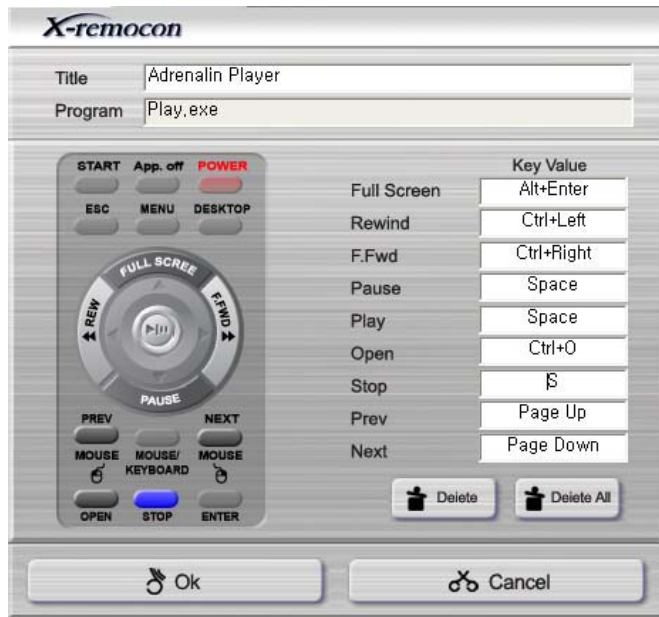 X-remocon
Title Adrenalin Player
Program Play,exe
START App. off POWER
ESC MENU DESKTOP
FULL SCREE
REW
F.FWD
PAUSE
PREV NEXT
MOUSE MOUSE/KEYBOARD MOUSE
OPEN STOP ENTER
Key Value
Full Screen Alt+Enter
Rewind Ctrl+Left
F.Fwd Ctrl+Right
Pause Space
Play Space
Open Ctrl+O
Stop S
Prev Page Up
Next Page Down
Delete Delete All
Ok Cancel